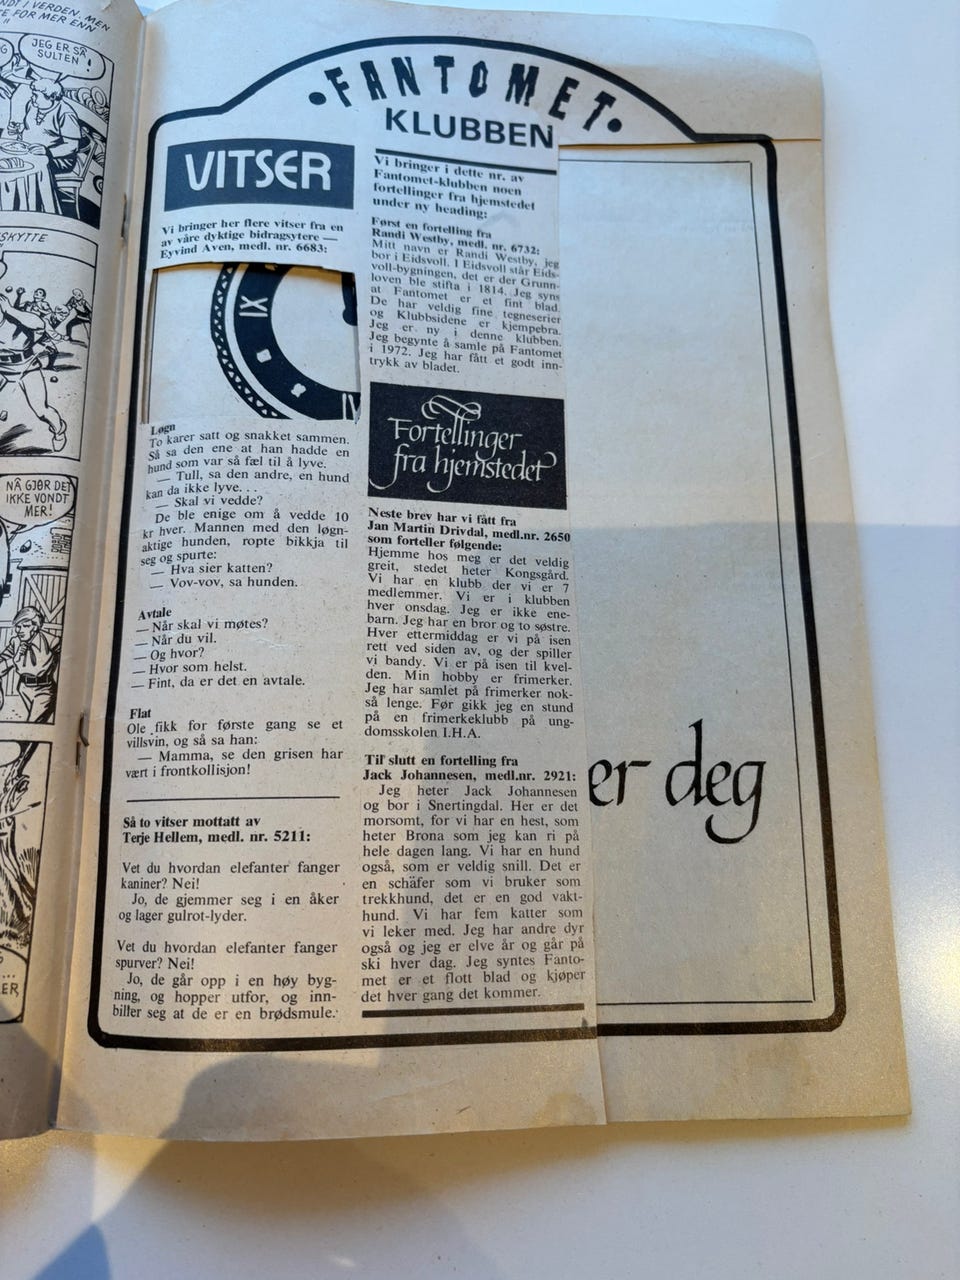 NDT I VERDEN, MEN
FOR MER ENN
JEG ER SÅ
SULTEN
SKYTTE
NÅ GJØR DET
IKKE VONDT
MER!
FANTOMET
KLUBBEN
VITSER
Vi bringer her flere vitser fra en
av våre dyktige bidragsytere —
Eyvind Aven, medl. nr. 6683:
IX
Løgn
To karer satt og snakket sammen.
Så sa den ene at han hadde en
hund som var så fæl til å lyve.
— Tull, sa den andre, en hund
kan da ikke lyve. . .
— Skal vi vedde?
De ble enige om å vedde 10
kr hver. Mannen med den løgn-
aktige hunden, ropte bikkja til
seg og spurte:
— Hva sier katten?
— Vov-vov, sa hunden.
Avtale
— Når skal vi møtes?
— Når du vil.
— Og hvor?
— Hvor som helst.
— Fint, da er det en avtale.
Flat
Ole fikk for første gang se et
villsvin, og så sa han:
— Mamma, se den grisen har
vært i frontkollisjon!
Så to vitser mottatt av
Terje Hellem, medl. nr. 5211:
Vet du hvordan elefanter fanger
kaniner? Nei!
Jo, de gjemmer seg i en åker
og lager gulrot-lyder.
Vet du hvordan elefanter fanger
spurver? Nei!
Jo, de går opp i en høy byg-
ning, og hopper utfor, og inn-
biller seg at de er en brødsmule.
Vi bringer i dette nr. av
Fantomet-klubben noen
fortellinger fra hjemstedet
under ny heading:
Først en fortelling fra
Randi Westby, medl. nr. 6732:
Mitt navn er Randi Westby, jeg
bor i Eidsvoll. I Eidsvoll står Eids-
voll-bygningen, det er der Grunn-
loven ble stifta i 1814. Jeg syns
at Fantomet er et fint blad.
De har veldig fine tegneserier
og Klubbsidene er kjempebra.
Jeg er ny i denne klubben.
Jeg begynte å samle på Fantomet
i 1972. Jeg har fått et godt inn-
trykk av bladet.
Fortellinger
fra hjemstedet
Neste brev har vi fått fra
Jan Martin Drivdal, medl.nr. 2650
som forteller følgende:
Hjemme hos meg er det veldig
greit, stedet heter Kongsgård.
Vi har en klubb der vi er 7
medlemmer. Vi er i klubben
hver onsdag. Jeg er ikke ene-
barn. Jeg har en bror og to søstre.
Hver ettermiddag er vi på isen
rett ved siden av, og der spiller
vi bandy. Vi er på isen til kvel-
den. Min hobby er frimerker.
Jeg har samlet på frimerker nok-
så lenge. Før gikk jeg en stund
på en frimerkeklubb på ung-
domsskolen I.H.A.
Til slutt en fortelling fra
Jack Johannesen, medl.nr. 2921:
Jeg heter Jack Johannesen
og bor i Snertingdal. Her er det
morsomt, for vi har en hest, som
heter Brona som jeg kan ri på
hele dagen lang. Vi har en hund
også, som er veldig snill. Det er
en schäfer som vi bruker som
trekkhund, det er en god vakt-
hund. Vi har fem katter som
vi leker med. Jeg har andre dyr
også og jeg er elve år og går på
ski hver dag. Jeg syntes Fanto-
met er et flott blad og kjøper
det hver gang det kommer.
er deg